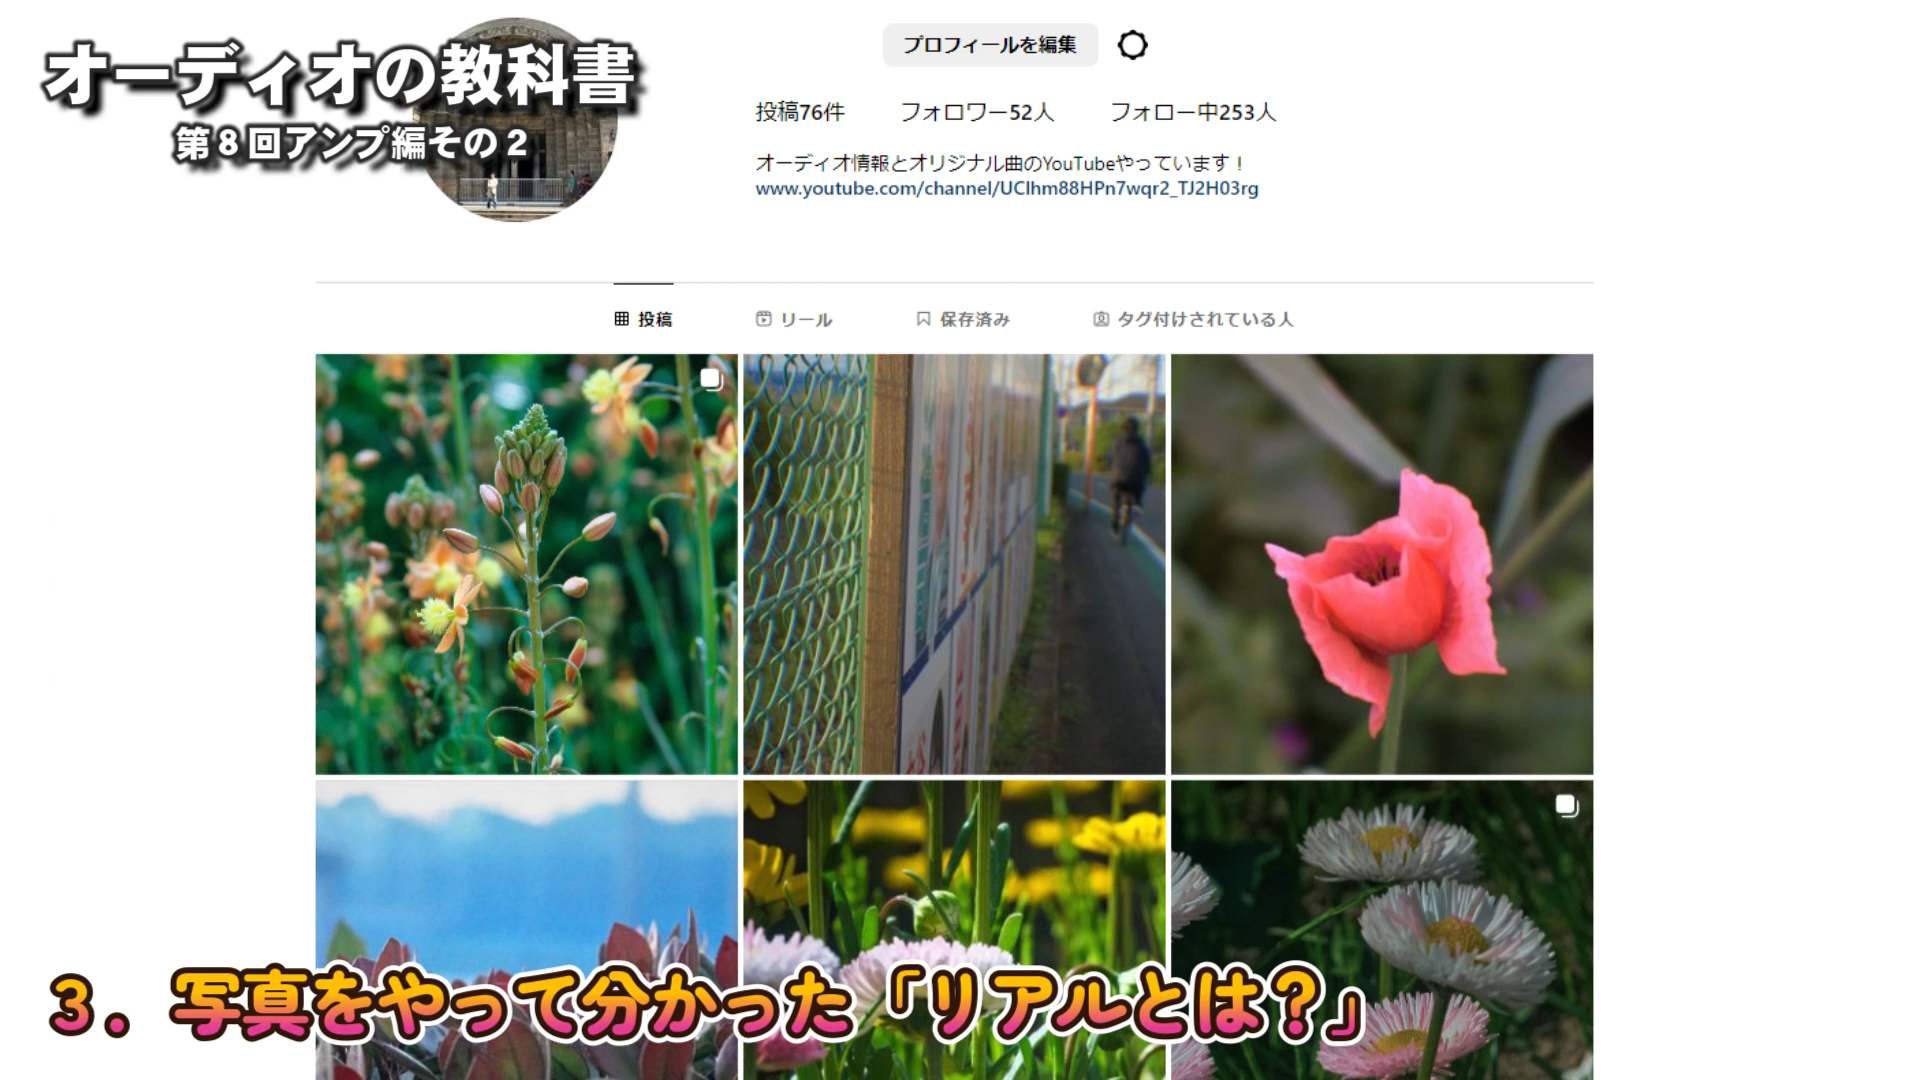 オーディオの教科書
第8回アンプ編その2
プロフィールを編集
投稿76件 フォロワー52人 フォロー中253人
オーディオ情報とオリジナル曲のYouTubeやっています！
www.youtube.com/channel/UClhm88HPn7wqr2_TJ2H03rg
投稿 リール 保存済み タグ付けされている人
3．写真をやって分かった「リアルとは？」